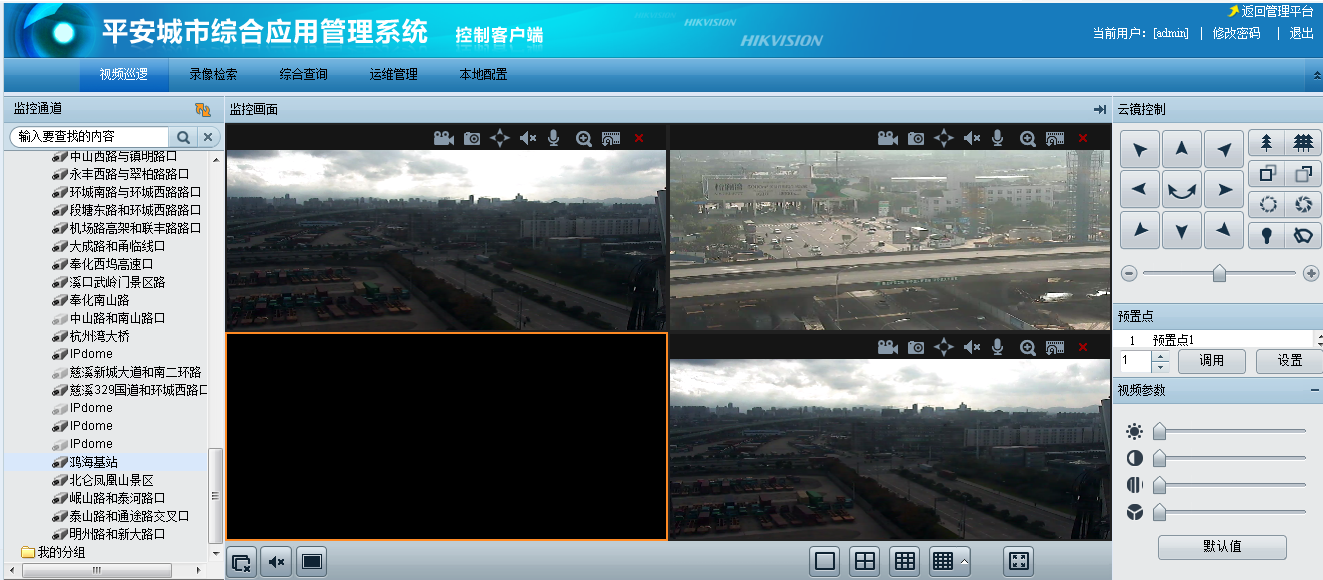 平安城市综合应用管理系统 控制客户端
HIKVISION
HIKVISION
返回管理平台
当前用户: [admin] | 修改密码 | 退出
视频巡逻 录像检索 综合查询 运维管理 本地配置
监控通道
输入要查找的内容
中山西路与镇明路口
永丰西路与翠柏路路口
环城南路与环城西路路口
段塘东路和环城西路路口
机场路高架和联丰路路口
大成路和甬临线口
奉化西坞高速口
溪口武岭门景区路
奉化南山路
中山路和南山路口
杭州湾大桥
IPdome
慈溪新城大道和南二环路
慈溪329国道和环城西路口
IPdome
IPdome
IPdome
鸿海基站
北仑凤凰山景区
岷山路和泰河路口
泰山路和通途路交叉口
明州路和新大路口
我的分组
监控画面
云镜控制
预置点
1 预置点1
1 调用 设置
视频参数
默认值